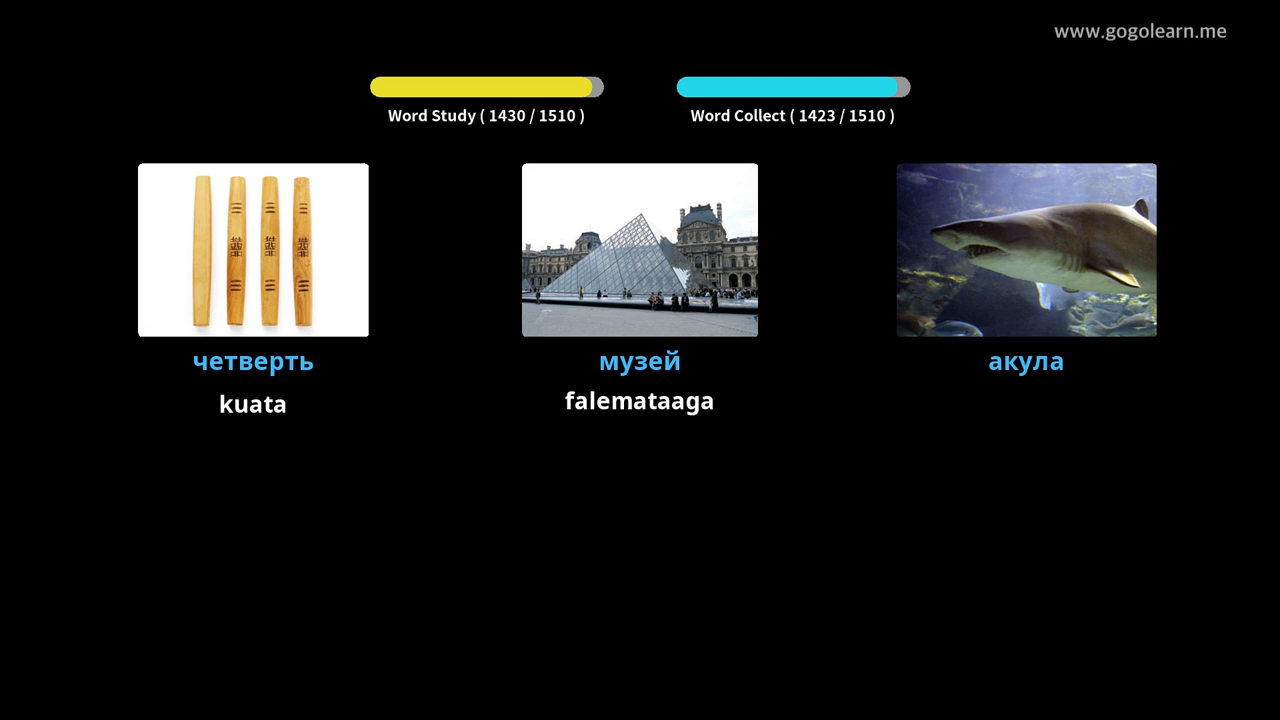 www.gogolearn.me
Word Study ( 1430 / 1510 )
Word Collect ( 1423 / 1510 )
четверть
музей
акула
kuata
falemataaga